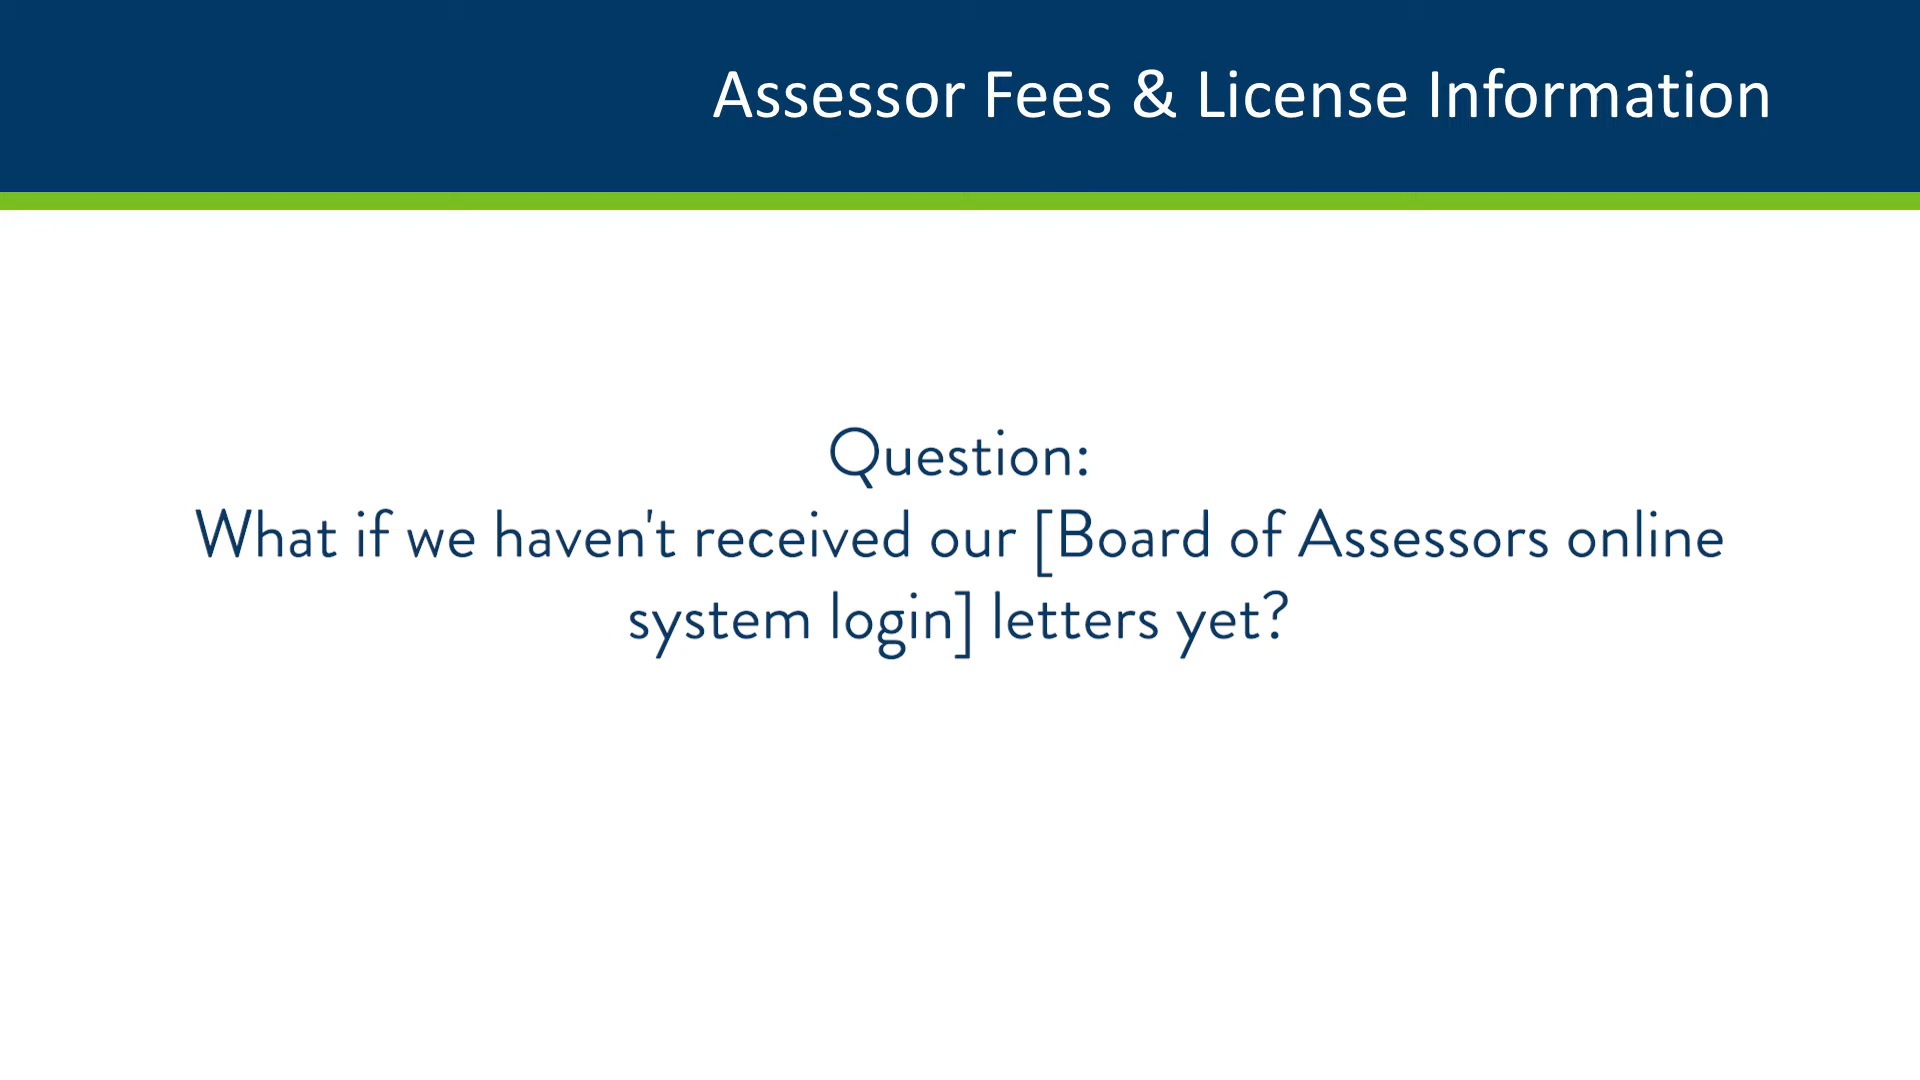 Assessor Fees & License Information
Question:
What if we haven't received our [Board of Assessors online
system login] letters yet?